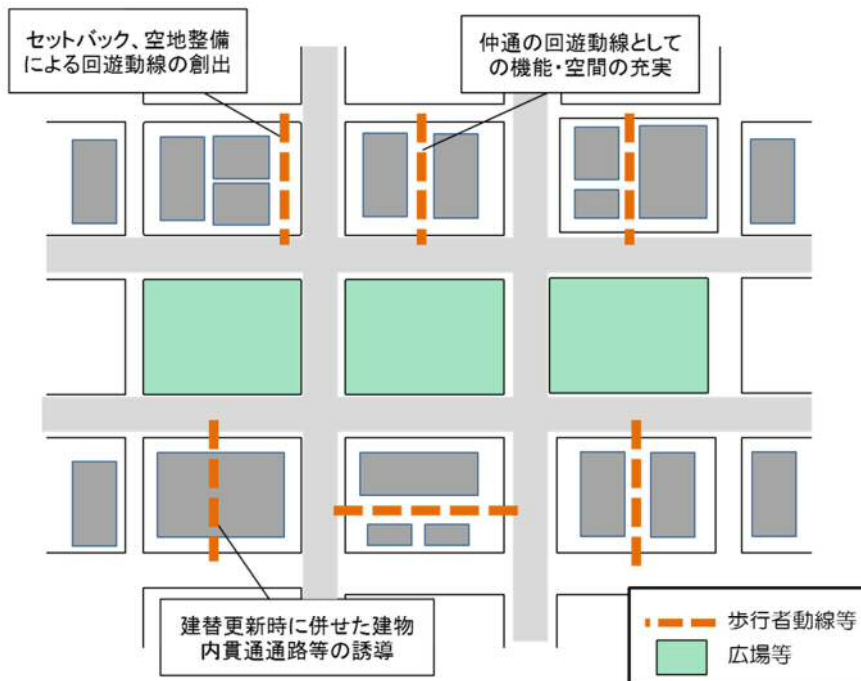 セットバック、空地整備
による回遊動線の創出
仲通の回遊動線として
の機能・空間の充実
建替更新時に併せた建物
内貫通通路等の誘導
歩行者動線等
広場等